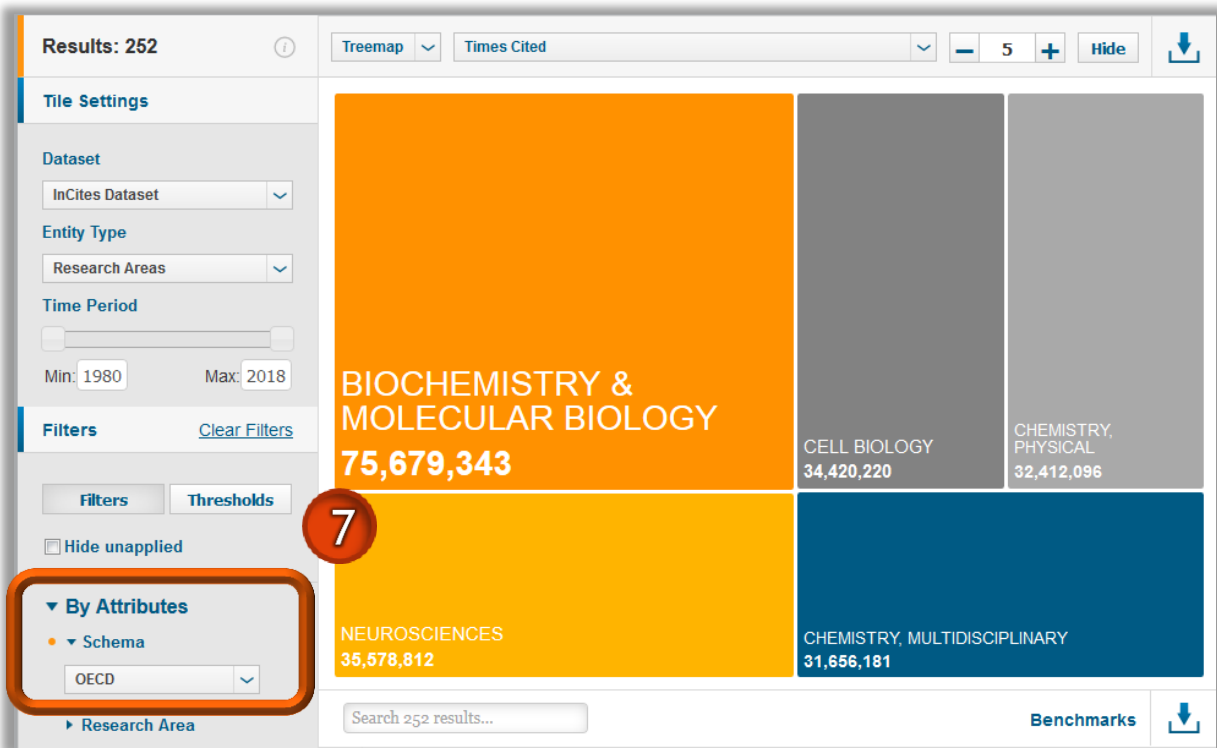 Results: 252
i
Treemap
Times Cited
5
Hide
Tile Settings
Dataset
InCites Dataset
Entity Type
Research Areas
Time Period
Min: 1980 Max: 2018
Filters Clear Filters
Filters Thresholds
Hide unapplied
By Attributes
Schema
OECD
Research Area
7
BIOCHEMISTRY &
MOLECULAR BIOLOGY
75,679,343
CELL BIOLOGY
34,420,220
CHEMISTRY,
PHYSICAL
32,412,096
NEUROSCIENCES
35,578,812
CHEMISTRY, MULTIDISCIPLINARY
31,656,181
Search 252 results...
Benchmarks